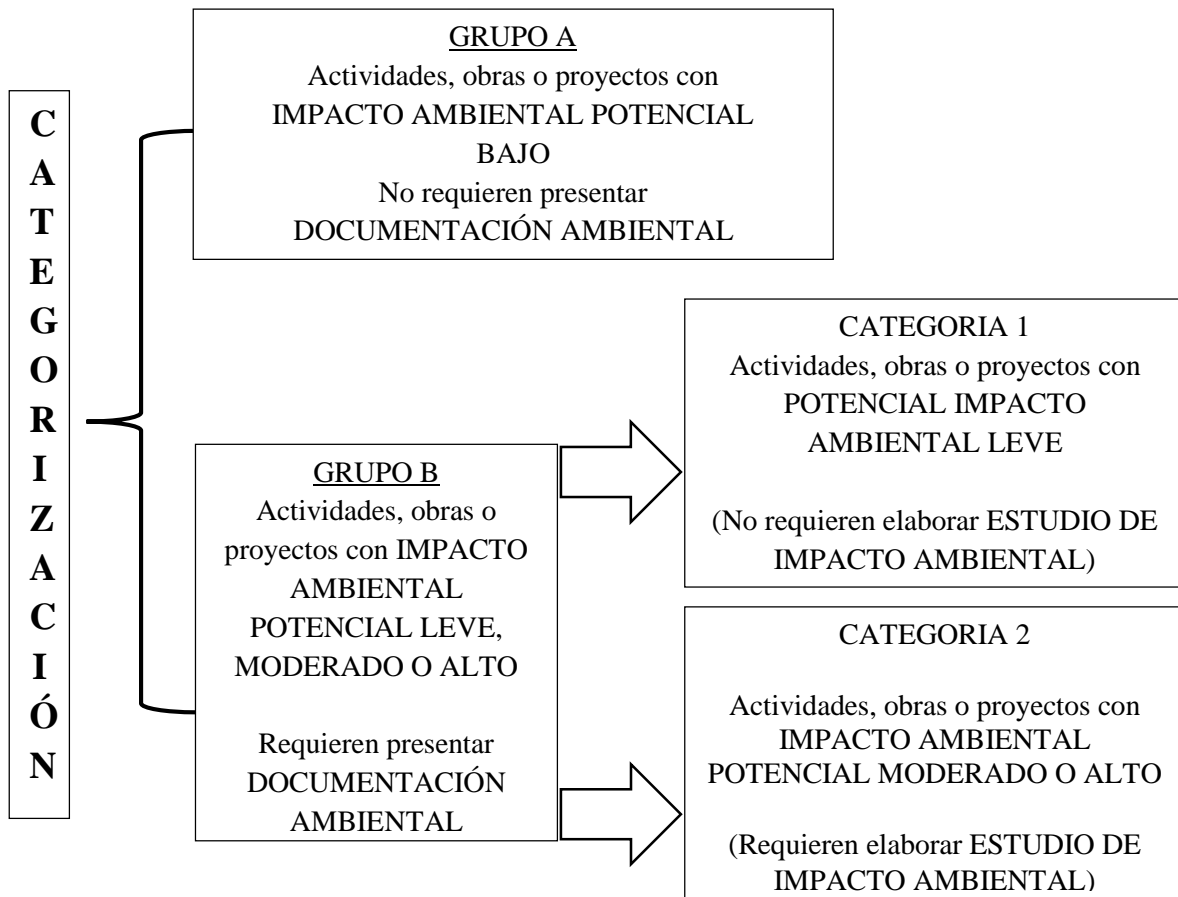 CATEGORIZACIÓN
GRUPO A
Actividades, obras o proyectos con
IMPACTO AMBIENTAL POTENCIAL
BAJO
No requieren presentar
DOCUMENTACIÓN AMBIENTAL
GRUPO B
Actividades, obras o
proyectos con IMPACTO
AMBIENTAL
POTENCIAL LEVE,
MODERADO O ALTO
Requieren presentar
DOCUMENTACIÓN
AMBIENTAL
CATEGORIA 1
Actividades, obras o proyectos con
POTENCIAL IMPACTO
AMBIENTAL LEVE
(No requieren elaborar ESTUDIO DE
IMPACTO AMBIENTAL)
CATEGORIA 2
Actividades, obras o proyectos con
IMPACTO AMBIENTAL
POTENCIAL MODERADO O ALTO
(Requieren elaborar ESTUDIO DE
IMPACTO AMBIENTAL)